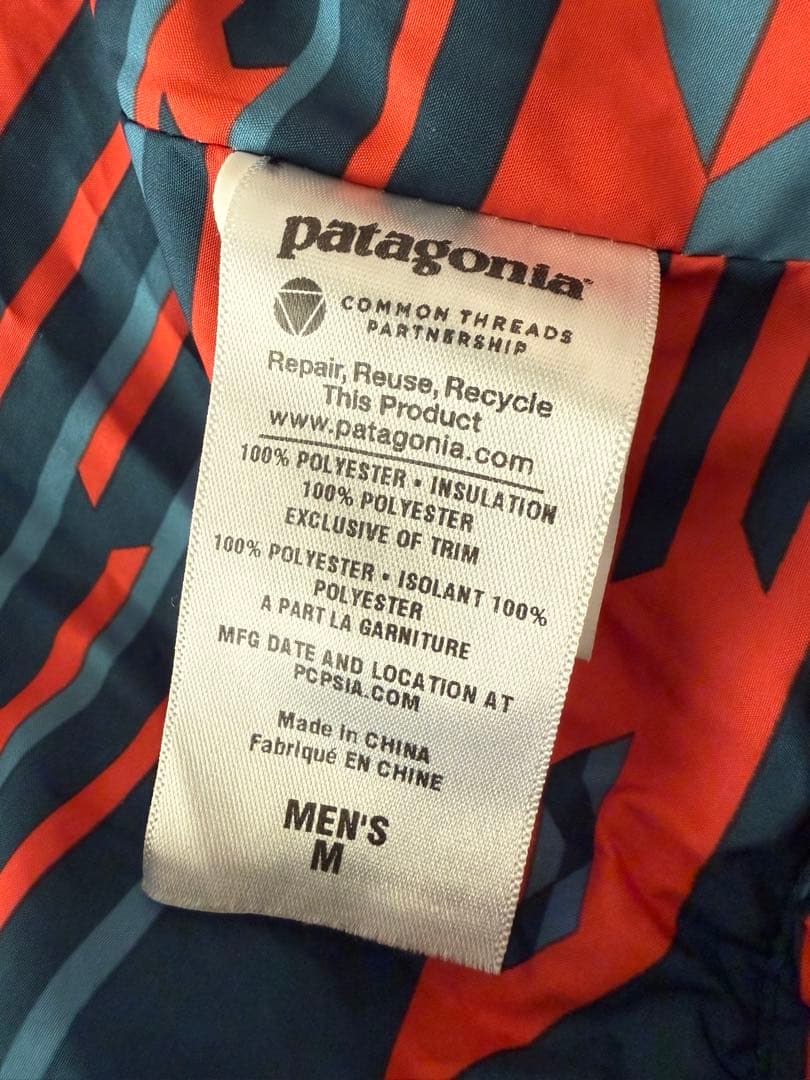 patagonia™
COMMON THREADS
PARTNERSHIP
Repair, Reuse, Recycle
This Product
www.patagonia.com
100% POLYESTER • INSULATION
100% POLYESTER
EXCLUSIVE OF TRIM
100% POLYESTER • ISOLANT 100%
POLYESTER
A PART LA GARNITURE
MFG DATE AND LOCATION AT
PCPSIA.COM
Made in CHINA
Fabriqué EN CHINE
MEN'S
M